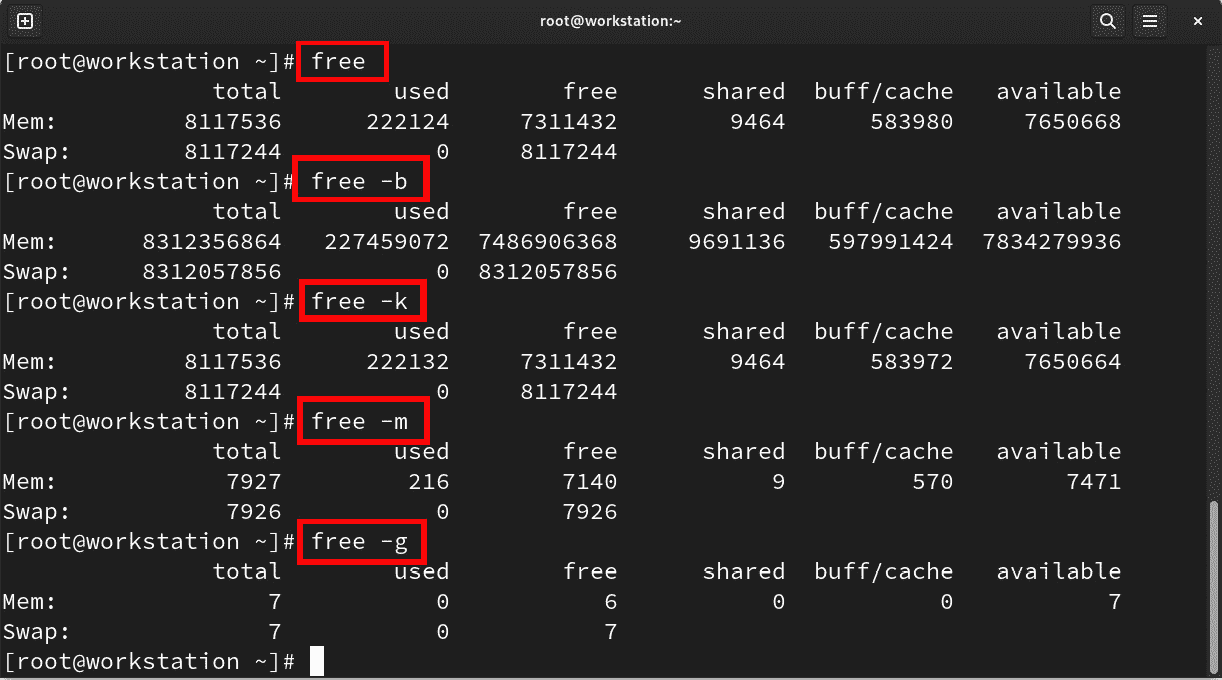 root@workstation:~
[root@workstation ~]# free
total used free shared buff/cache available
Mem: 8117536 222124 7311432 9464 583980 7650668
Swap: 8117244 0 8117244
[root@workstation ~]# free -b
total used free shared buff/cache available
Mem: 8312356864 227459072 7486906368 9691136 597991424 7834279936
Swap: 8312057856 0 8312057856
[root@workstation ~]# free -k
total used free shared buff/cache available
Mem: 8117536 222132 7311432 9464 583972 7650664
Swap: 8117244 0 8117244
[root@workstation ~]# free -m
total used free shared buff/cache available
Mem: 7927 216 7140 9 570 7471
Swap: 7926 0 7926
[root@workstation ~]# free -g
total used free shared buff/cache available
Mem: 7 0 6 0 0 7
Swap: 7 0 7
[root@workstation ~]#